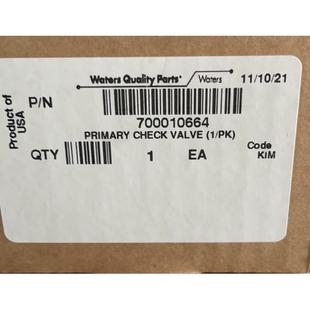 Waters Quality Parts® Waters 11/10/21
Product of USA
P/N
700010664
PRIMARY CHECK VALVE (1/PK)
QTY 1 EA Code
KIM